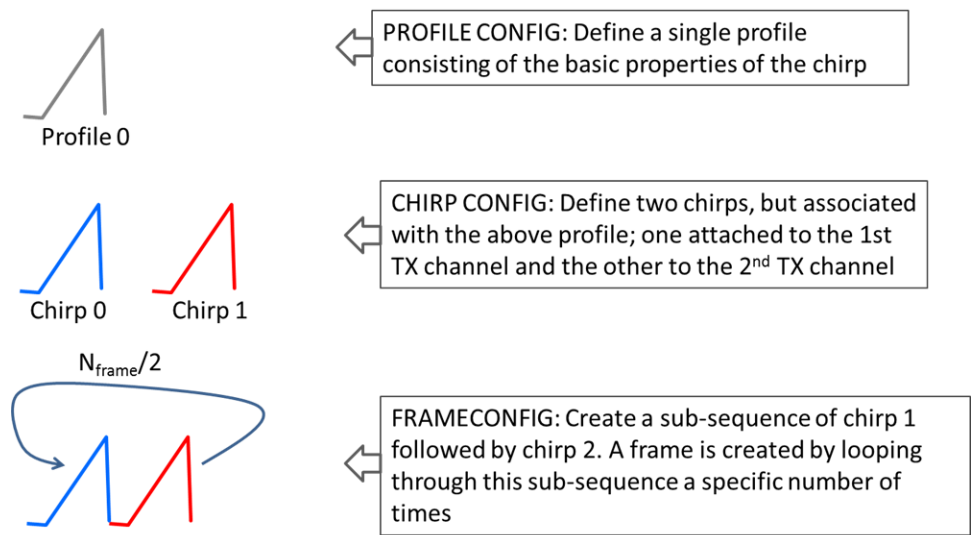 PROFILE CONFIG: Define a single profile
consisting of the basic properties of the chirp
Profile 0
CHIRP CONFIG: Define two chirps, but associated
with the above profile; one attached to the 1st
TX channel and the other to the 2nd TX channel
Chirp 0
Chirp 1
Nframe/2
FRAMECONFIG: Create a sub-sequence of chirp 1
followed by chirp 2. A frame is created by looping
through this sub-sequence a specific number of
times